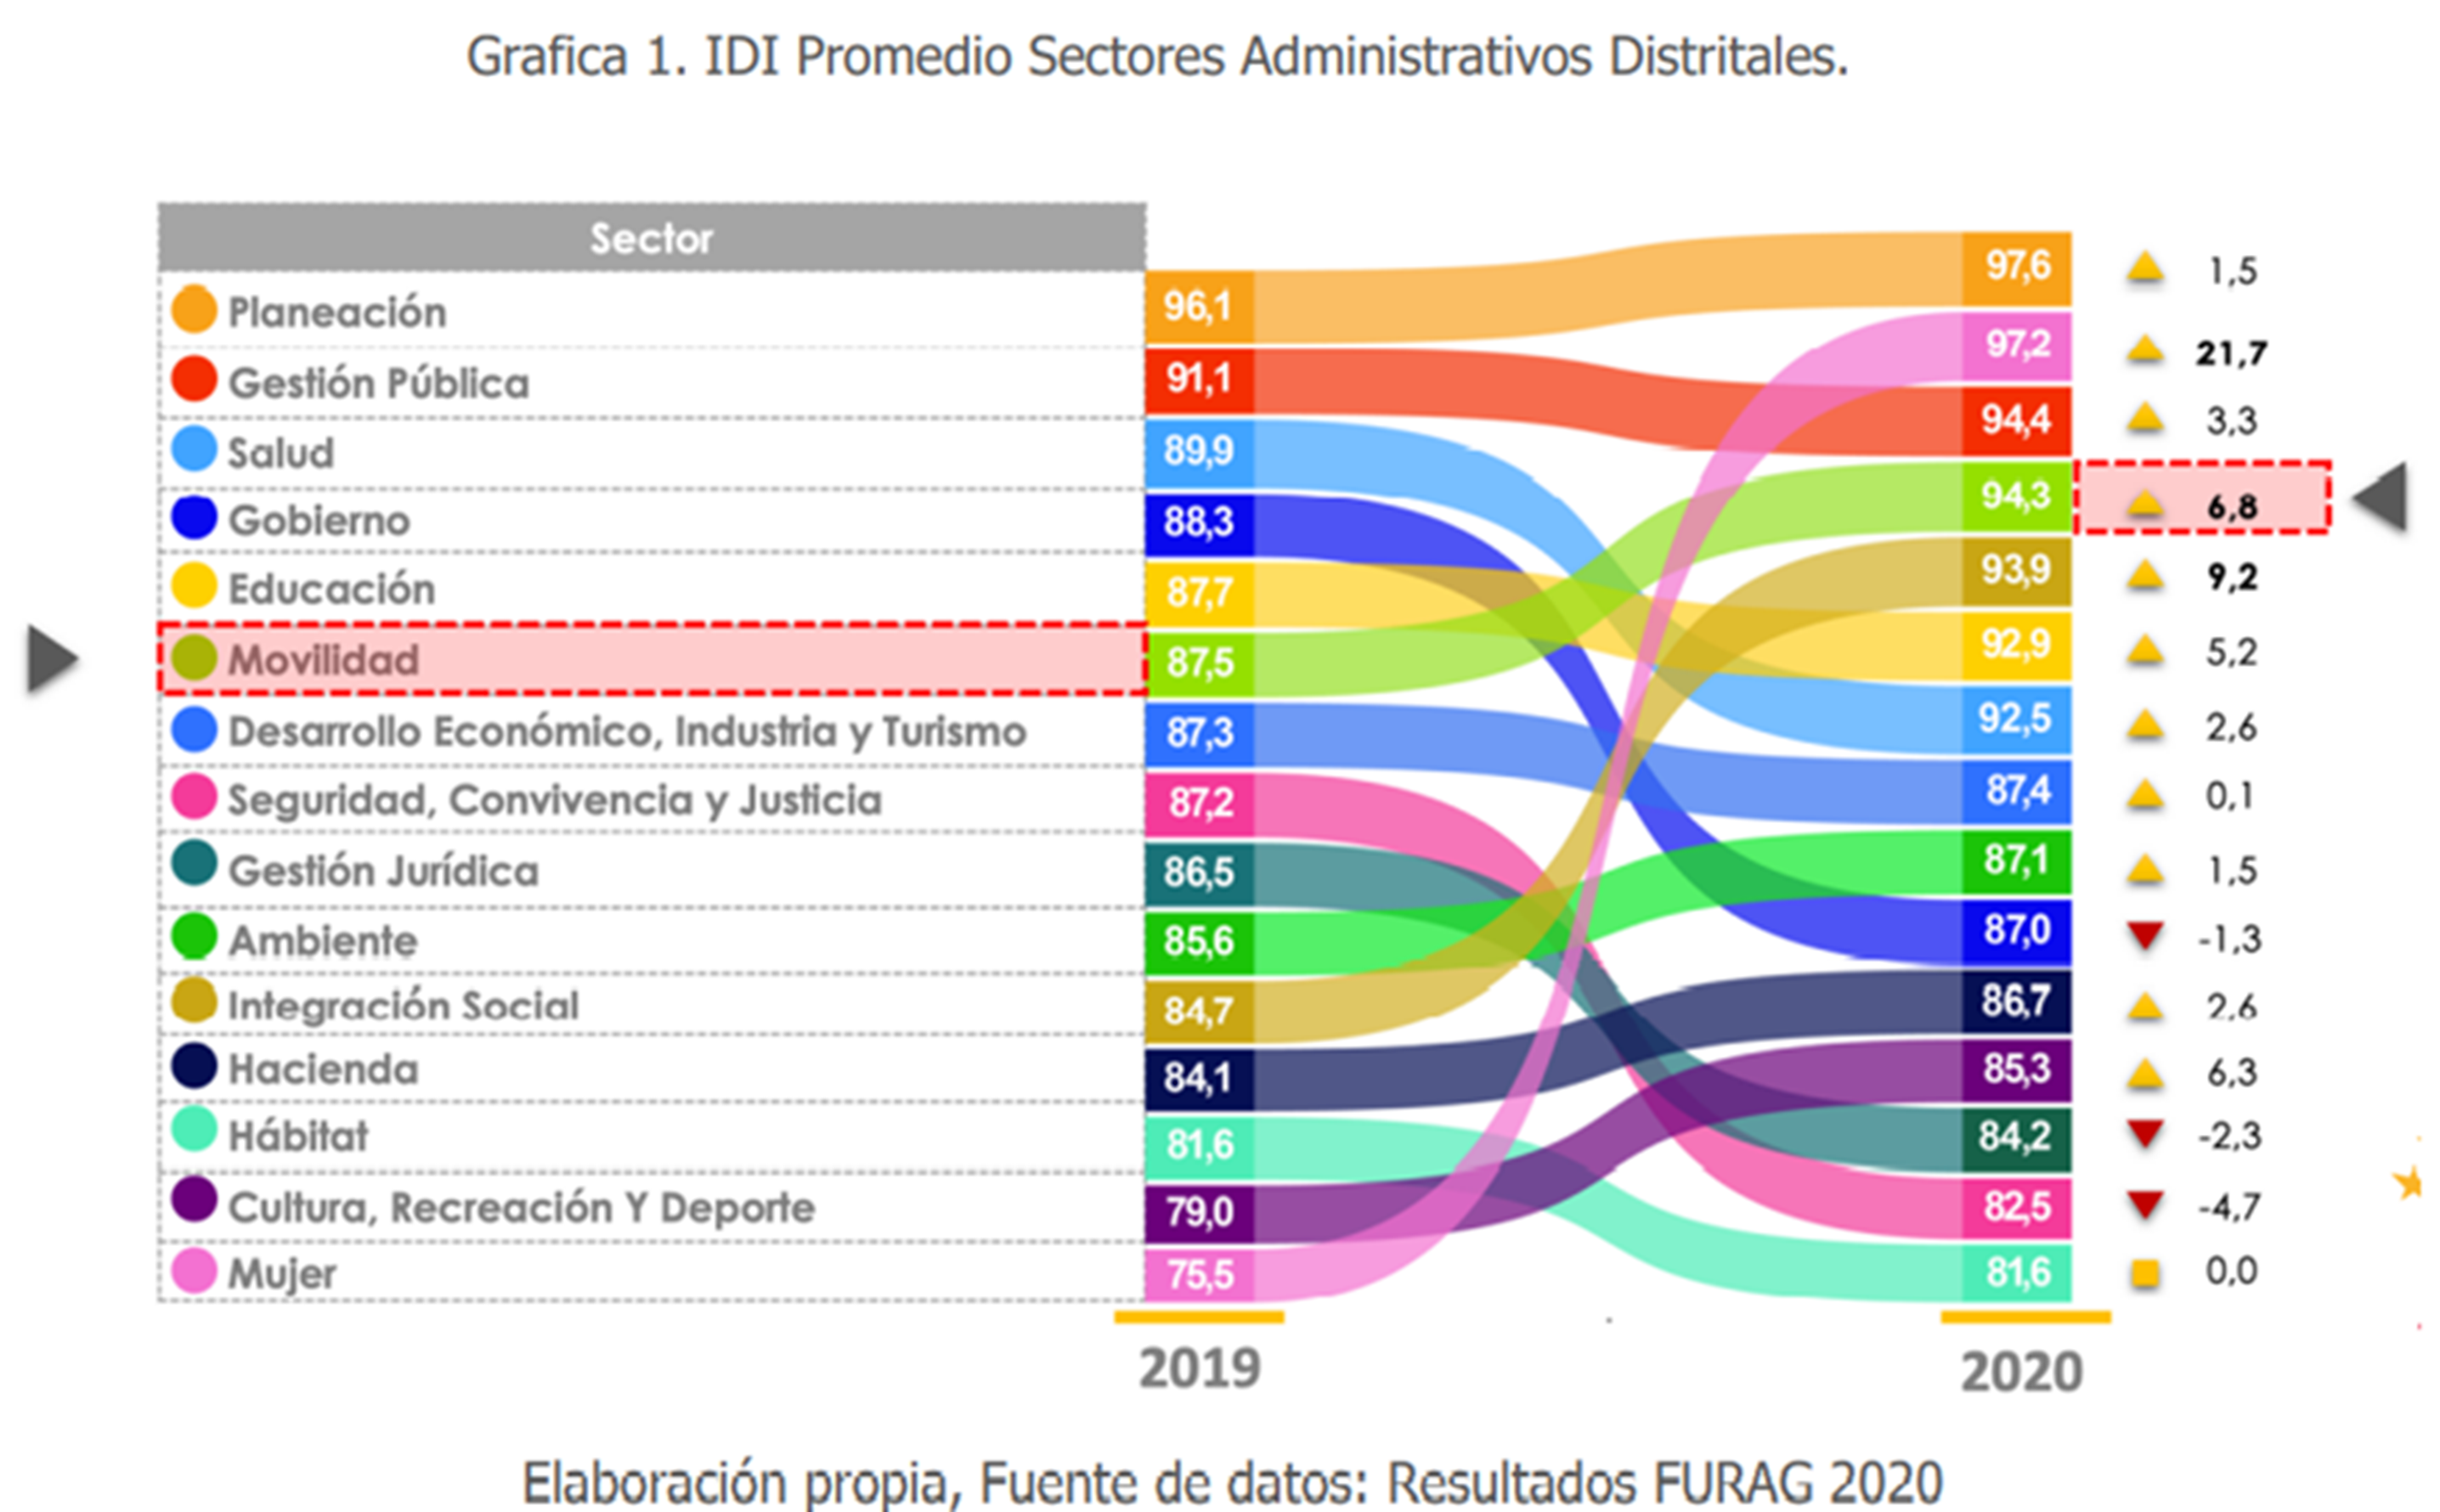 Grafica 1. IDI Promedio Sectores Administrativos Distritales.
Sector
97,6 1,5
Planeación 96,1
97,2 21,7
Gestión Pública 91,1
94,4 3,3
Salud 89,9
94,3 6,8
Gobierno 88,3
93,9 9,2
Educación 87,7
92,9 5,2
Movilidad 87,5
92,5 2,6
Desarrollo Económico, Industria y Turismo 87,3
87,4 0,1
Seguridad, Convivencia y Justicia 87,2
87,1 1,5
Gestión Jurídica 86,5
87,0 -1,3
Ambiente 85,6
86,7 2,6
Integración Social 84,7
85,3 6,3
Hacienda 84,1
84,2 -2,3
Hábitat 81,6
82,5 -4,7
Cultura, Recreación Y Deporte 79,0
81,6 0,0
Mujer 75,5
2019 2020
Elaboración propia, Fuente de datos: Resultados FURAG 2020